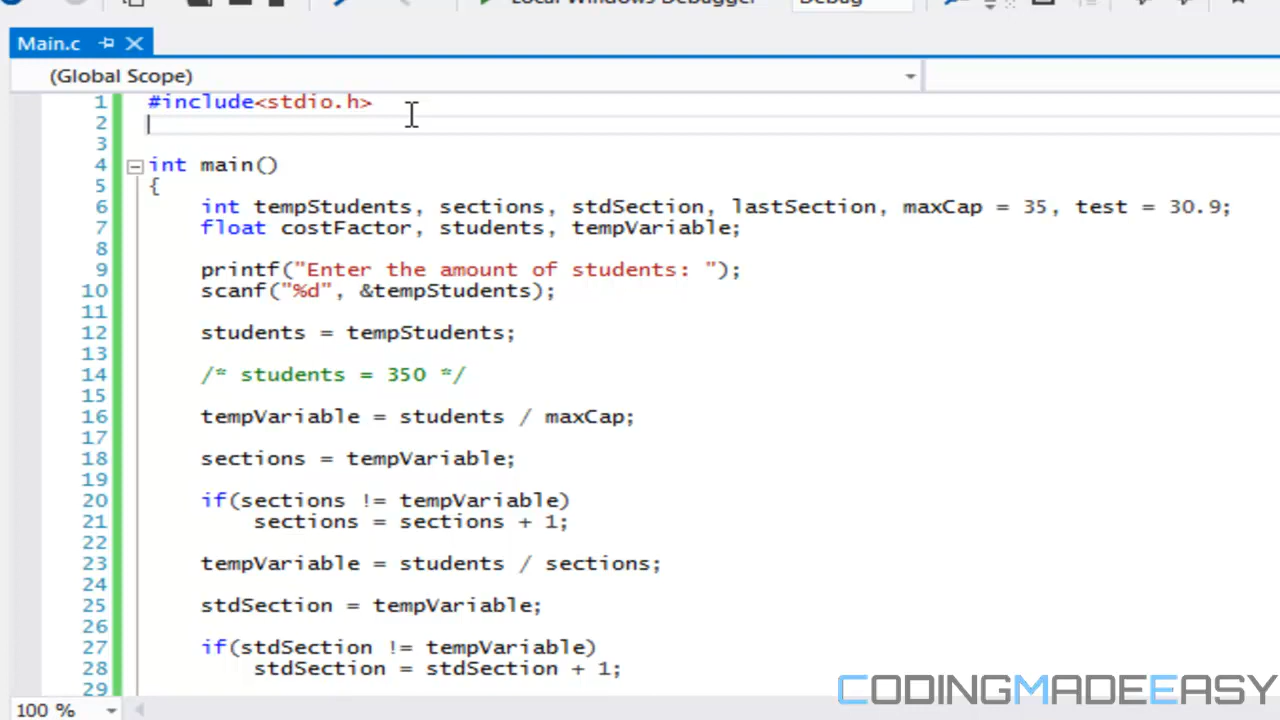 Local Windows Debugger Debug
Main.c
(Global Scope)
1 #include<stdio.h>
2
3
4 int main()
5 {
6 int tempStudents, sections, stdSection, lastSection, maxCap = 35, test = 30.9;
7 float costFactor, students, tempVariable;
8
9 printf("Enter the amount of students: ");
10 scanf("%d", &tempStudents);
11
12 students = tempStudents;
13
14 /* students = 350 */
15
16 tempVariable = students / maxCap;
17
18 sections = tempVariable;
19
20 if(sections != tempVariable)
21 sections = sections + 1;
22
23 tempVariable = students / sections;
24
25 stdSection = tempVariable;
26
27 if(stdSection != tempVariable)
28 stdSection = stdSection + 1;
29
CODINGMADEEASY
100 %